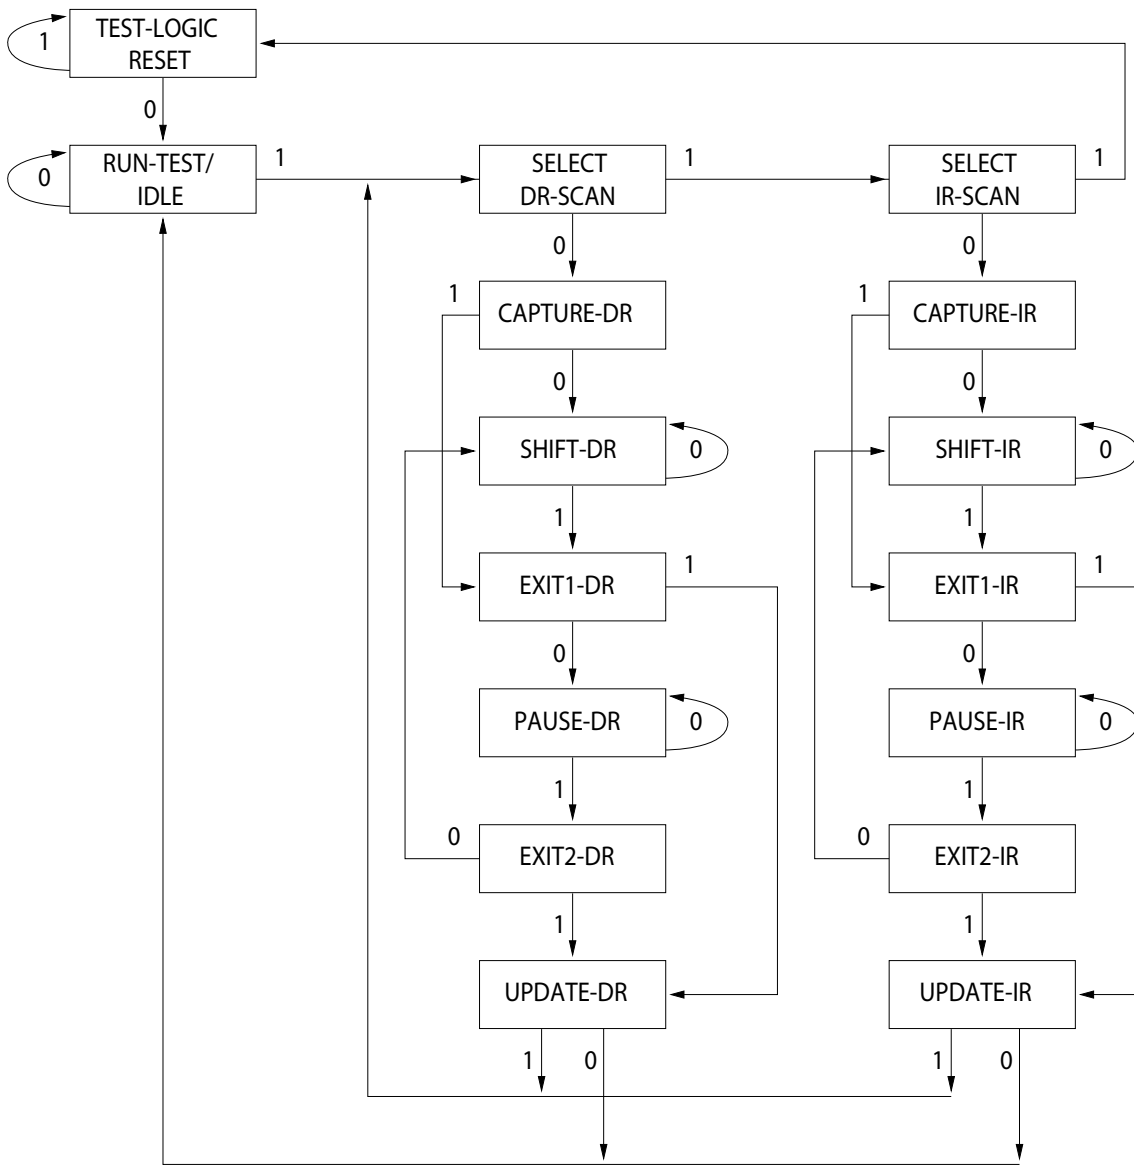 TEST-LOGIC
RESET
1
0
RUN-TEST/
IDLE
0
1
SELECT
DR-SCAN
1
SELECT
IR-SCAN
1
0
0
1
CAPTURE-DR
1
CAPTURE-IR
0
0
SHIFT-DR
0
SHIFT-IR
0
1
1
EXIT1-DR
1
EXIT1-IR
1
0
0
PAUSE-DR
0
PAUSE-IR
0
1
1
0
EXIT2-DR
0
EXIT2-IR
1
1
UPDATE-DR
UPDATE-IR
1
0
1
0